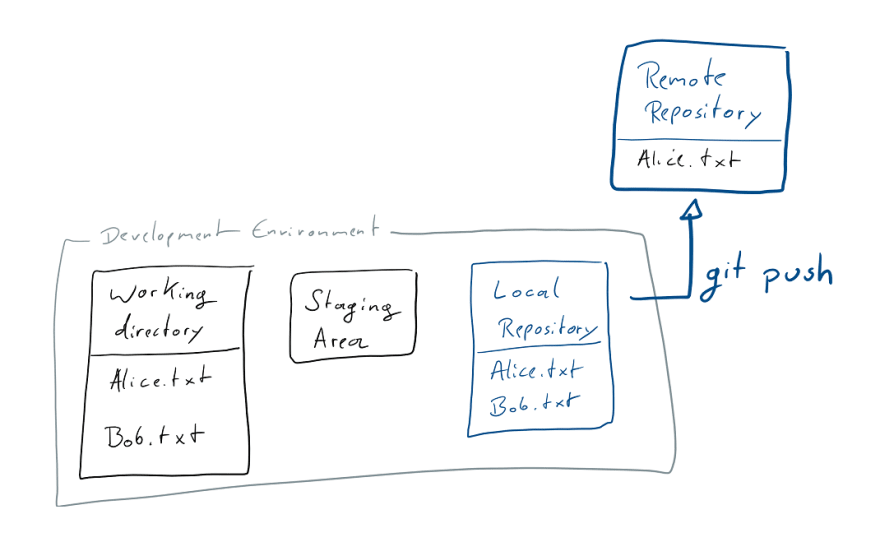 Remote
Repository
Alice.txt
Development Environment
Working
directory
Alice.txt
Bob.txt
Staging
Area
Local
Repository
Alice.txt
Bob.txt
git push